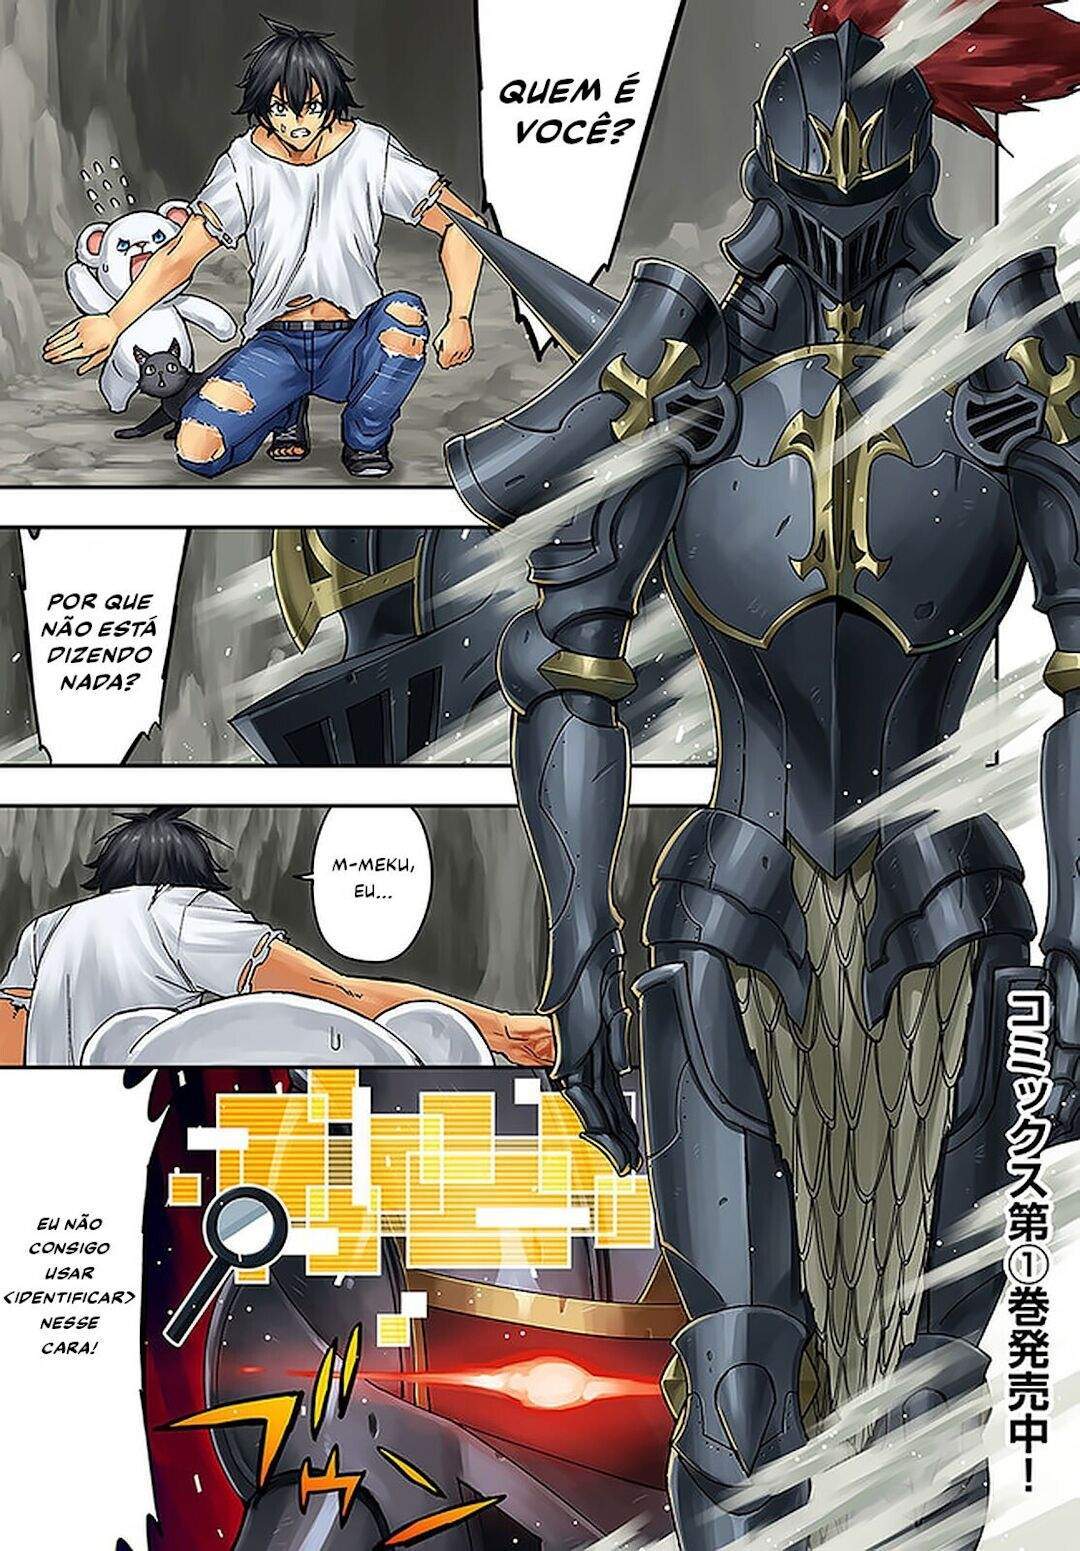 QUEM É
VOCÊ?
POR QUE
NÃO ESTÁ
DIZENDO
NADA?
M-MEKU,
EU...
EU NÃO
CONSIGO
USAR
<IDENTIFICAR>
NESSE
CARA!
コミックス第①巻発売中！